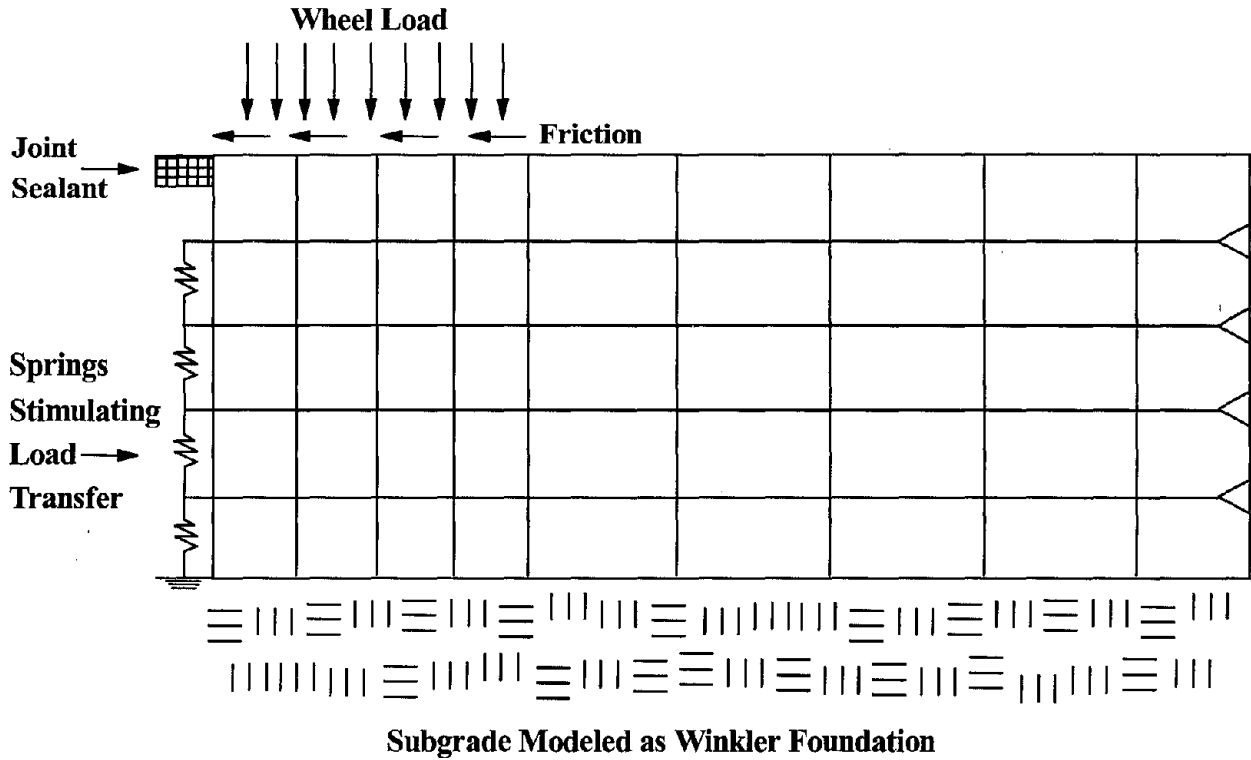 Wheel Load
Friction
Joint
Sealant
Springs
Stimulating
Load
Transfer
Subgrade Modeled as Winkler Foundation